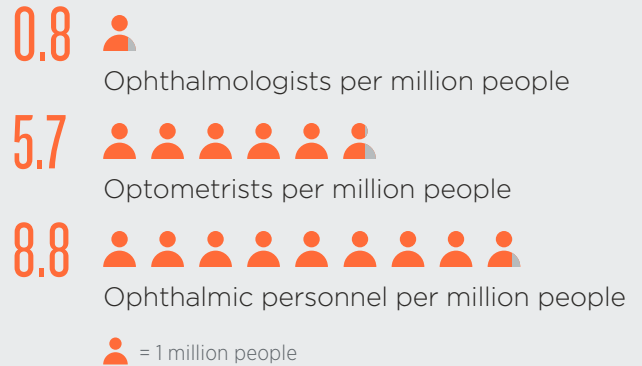 0.8
Ophthalmologists per million people
5.7
Optometrists per million people
8.8
Ophthalmic personnel per million people
= 1 million people